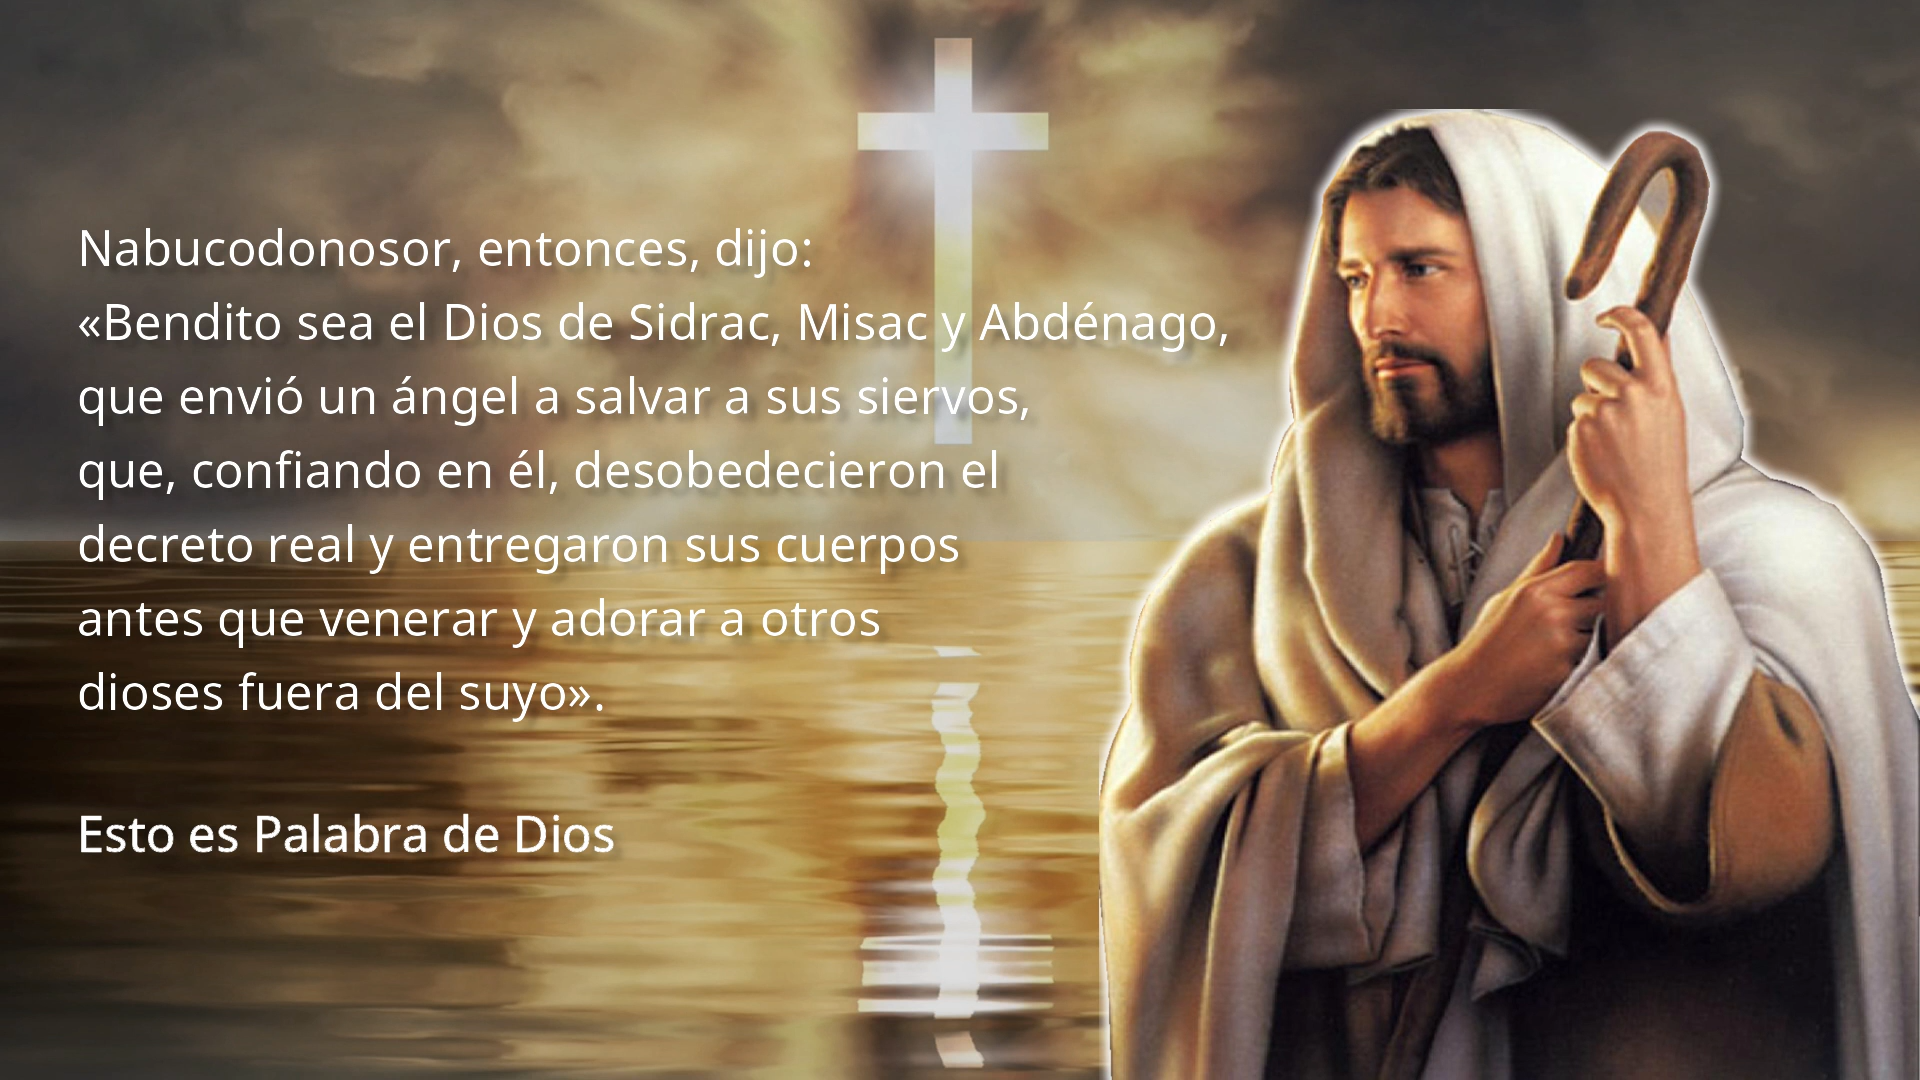 Nabucodonosor, entonces, dijo:
«Bendito sea el Dios de Sidrac, Misac y Abdénago,
que envió un ángel a salvar a sus siervos,
que, confiando en él, desobedecieron el
decreto real y entregaron sus cuerpos
antes que venerar y adorar a otros
dioses fuera del suyo».
Esto es Palabra de Dios